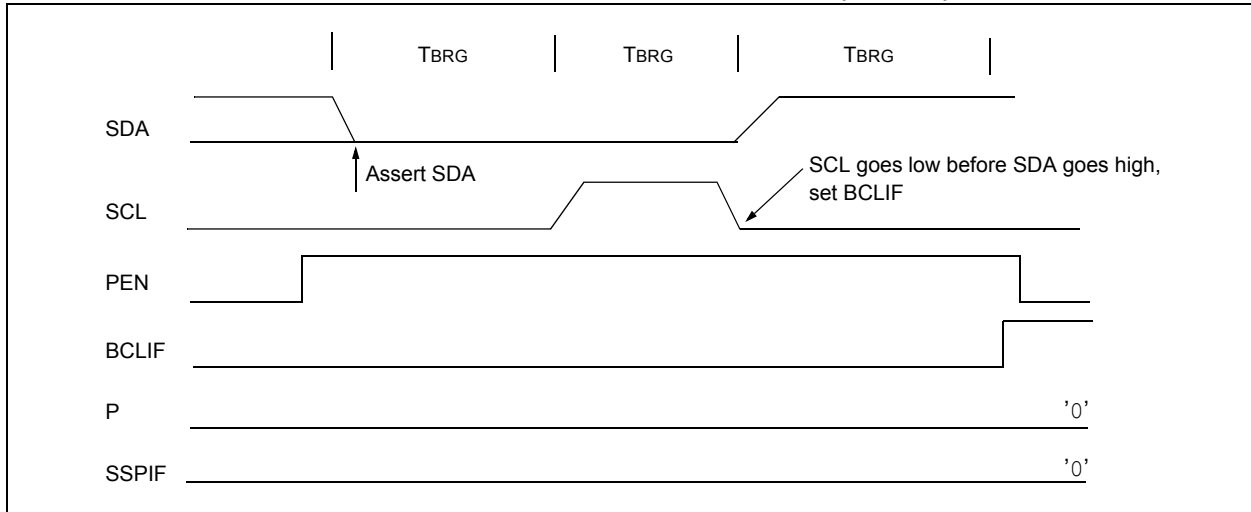 TBRG TBRG TBRG
SDA
Assert SDA
SCL goes low before SDA goes high,
set BCLIF
SCL
PEN
BCLIF
P '0'
SSPIF '0'